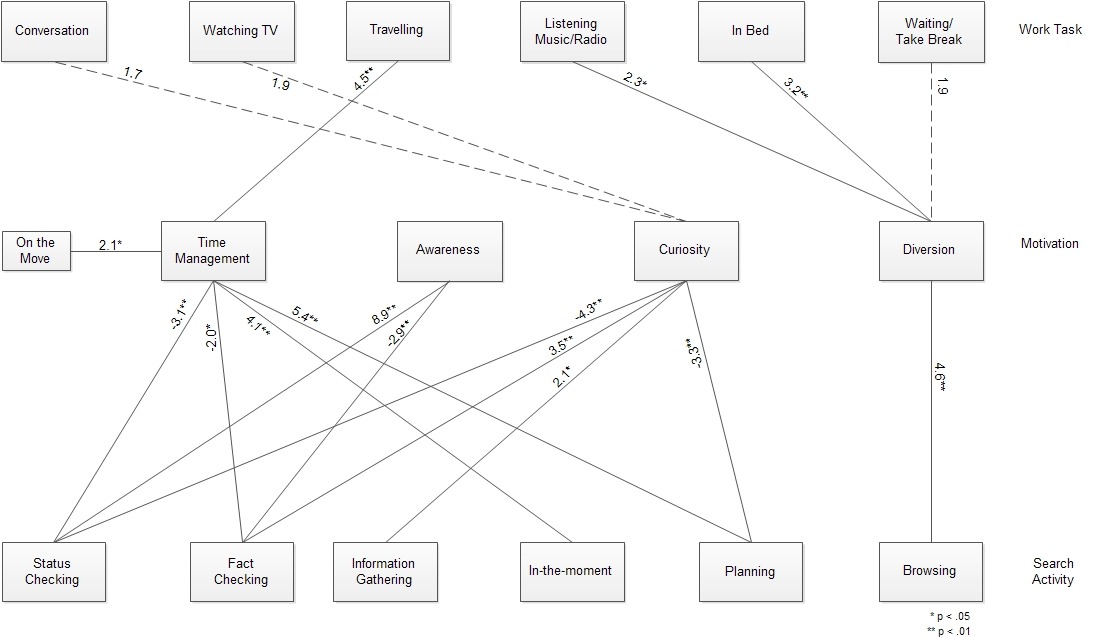 Conversation
Watching TV
Travelling
Listening
Music/Radio
In Bed
Waiting/
Take Break
Work Task
1.7
1.9
4.5**
2.3*
3.2**
1.9
On the
Move
2.1*
Time
Management
Awareness
Curiosity
Diversion
Motivation
-3.1**
-2.0*
4.1**
5.4**
8.9**
-2.9**
-4.3**
3.5**
2.1*
-3.3**
4.6**
Status
Checking
Fact
Checking
Information
Gathering
In-the-moment
Planning
Browsing
Search
Activity
* p < .05
** p < .01